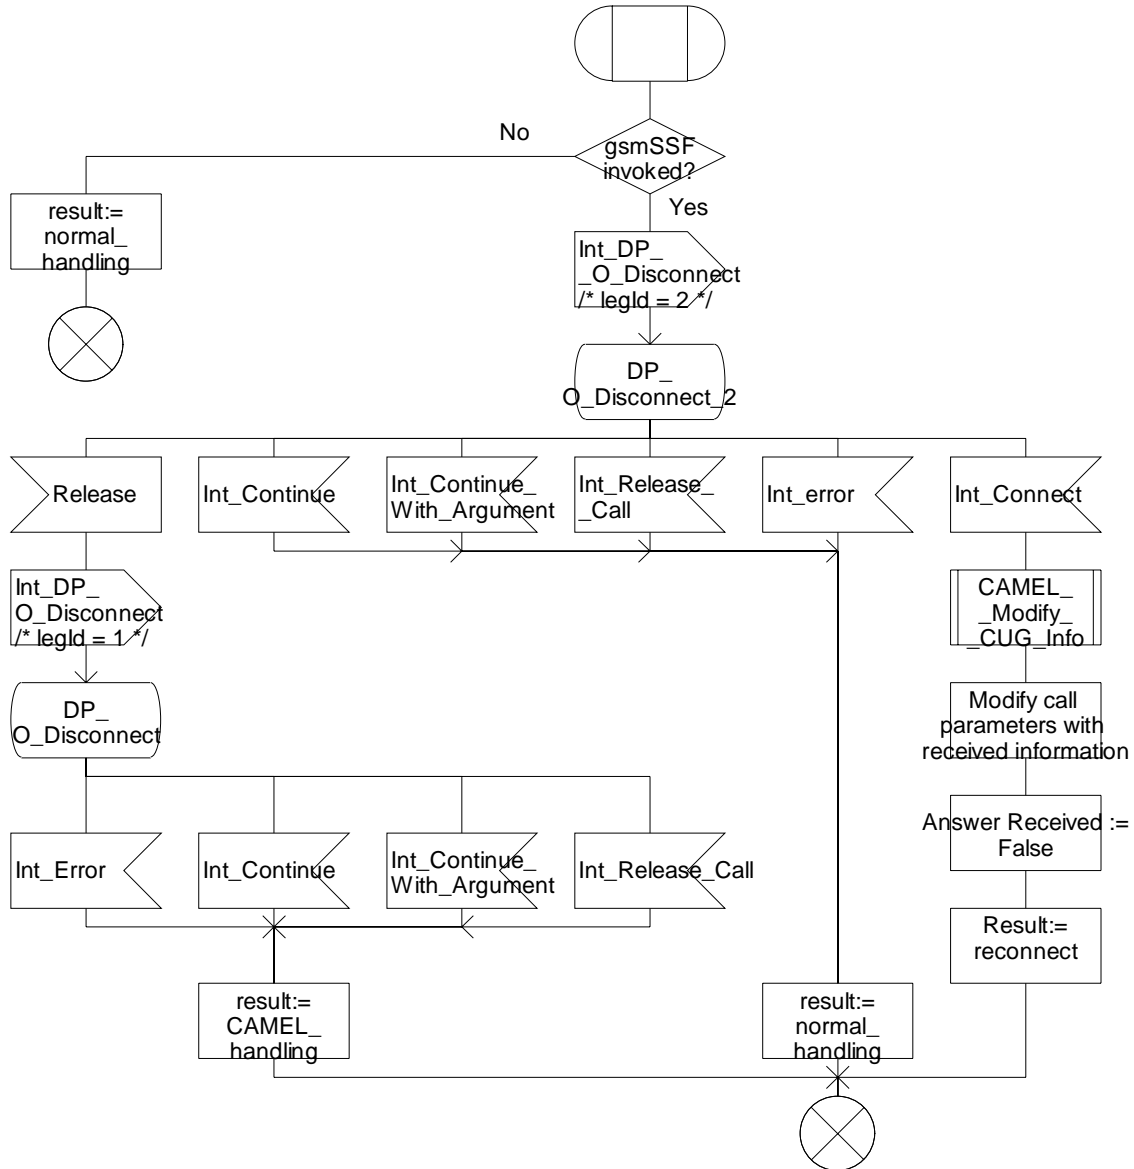 No
gsmSSF
invoked?
Yes
result:=
normal_
handling
Int_DP_
_O_Disconnect
/* legId = 2 */
DP_
O_Disconnect_2
Release
Int_Continue
Int_Continue_
With_Argument
Int_Release_
_Call
Int_error
Int_Connect
Int_DP_
O_Disconnect
/* legId = 1 */
CAMEL_
_Modify_
_CUG_Info
DP_
O_Disconnect
Modify call
parameters with
received information
Answer Received :=
False
Int_Error
Int_Continue
Int_Continue_
With_Argument
Int_Release_Call
Result:=
reconnect
result:=
CAMEL_
handling
result:=
normal_
handling